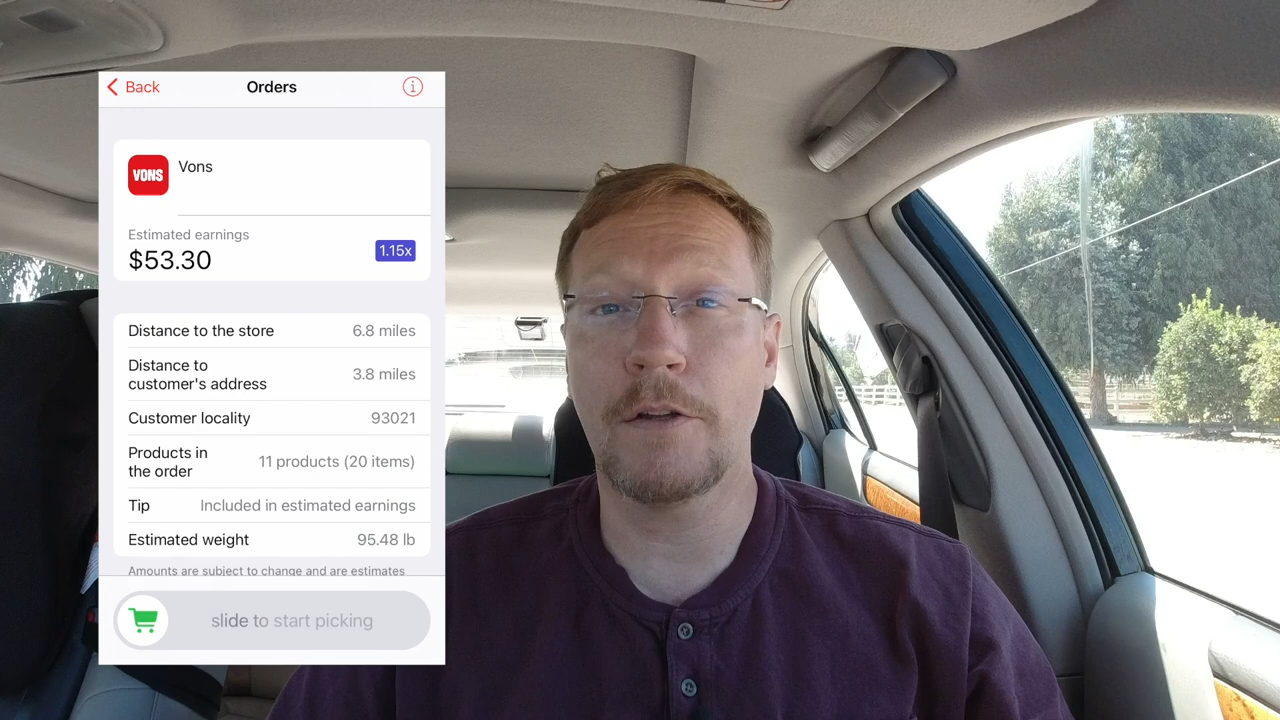 Back
Orders
VONS
Vons
Estimated earnings
$53.30
1.15x
Distance to the store
6.8 miles
Distance to
customer's address
3.8 miles
Customer locality
93021
Products in
the order
11 products (20 items)
Tip
Included in estimated earnings
Estimated weight
95.48 lb
Amounts are subject to change and are estimates
slide to start picking